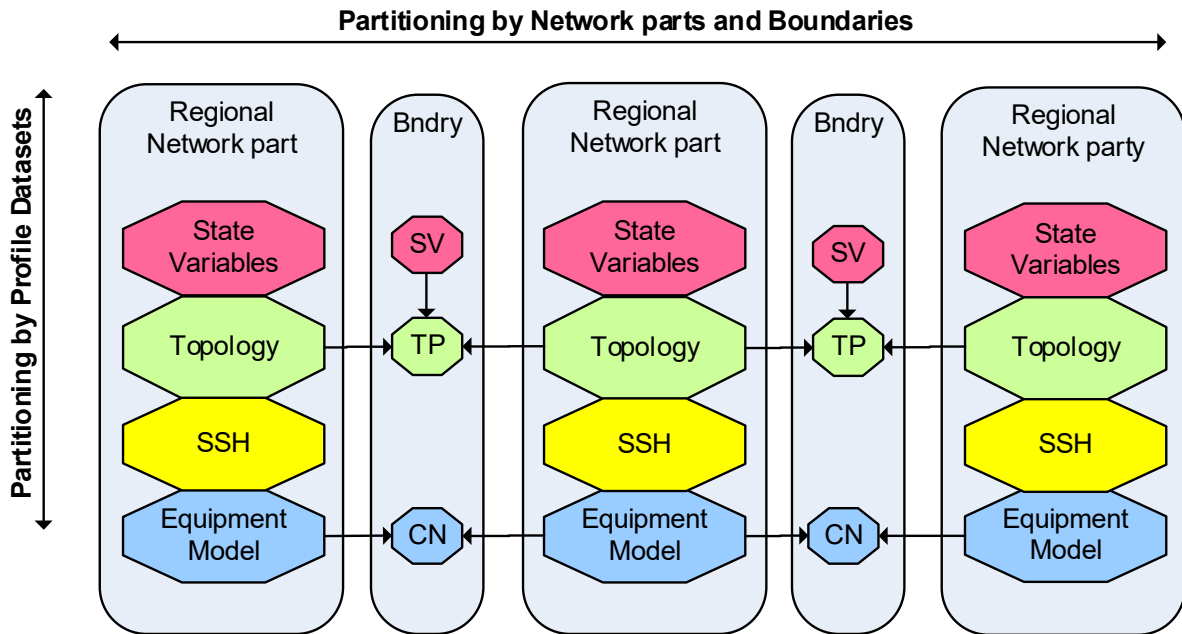 Partitioning by Network parts and Boundaries
Partitioning by Profile Datasets
Regional
Network part
State
Variables
Topology
SSH
Equipment
Model
Bndry
SV
TP
CN
Regional
Network part
State
Variables
Topology
SSH
Equipment
Model
Bndry
SV
TP
CN
Regional
Network party
State
Variables
Topology
SSH
Equipment
Model